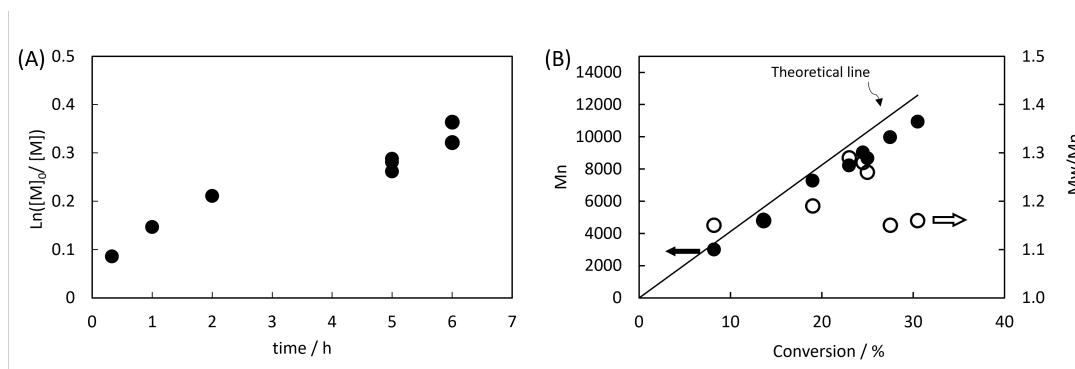 (A)
0.5
0.4
0.3
0.2
0.1
0
Ln([M]0/ [M])
0 1 2 3 4 5 6 7
time / h
(B)
14000
12000
10000
8000
6000
4000
2000
0
Mn
Theoretical line
1.5
1.4
1.3
1.2
1.1
1.0
Mw/Mn
0 10 20 30 40
Conversion / %